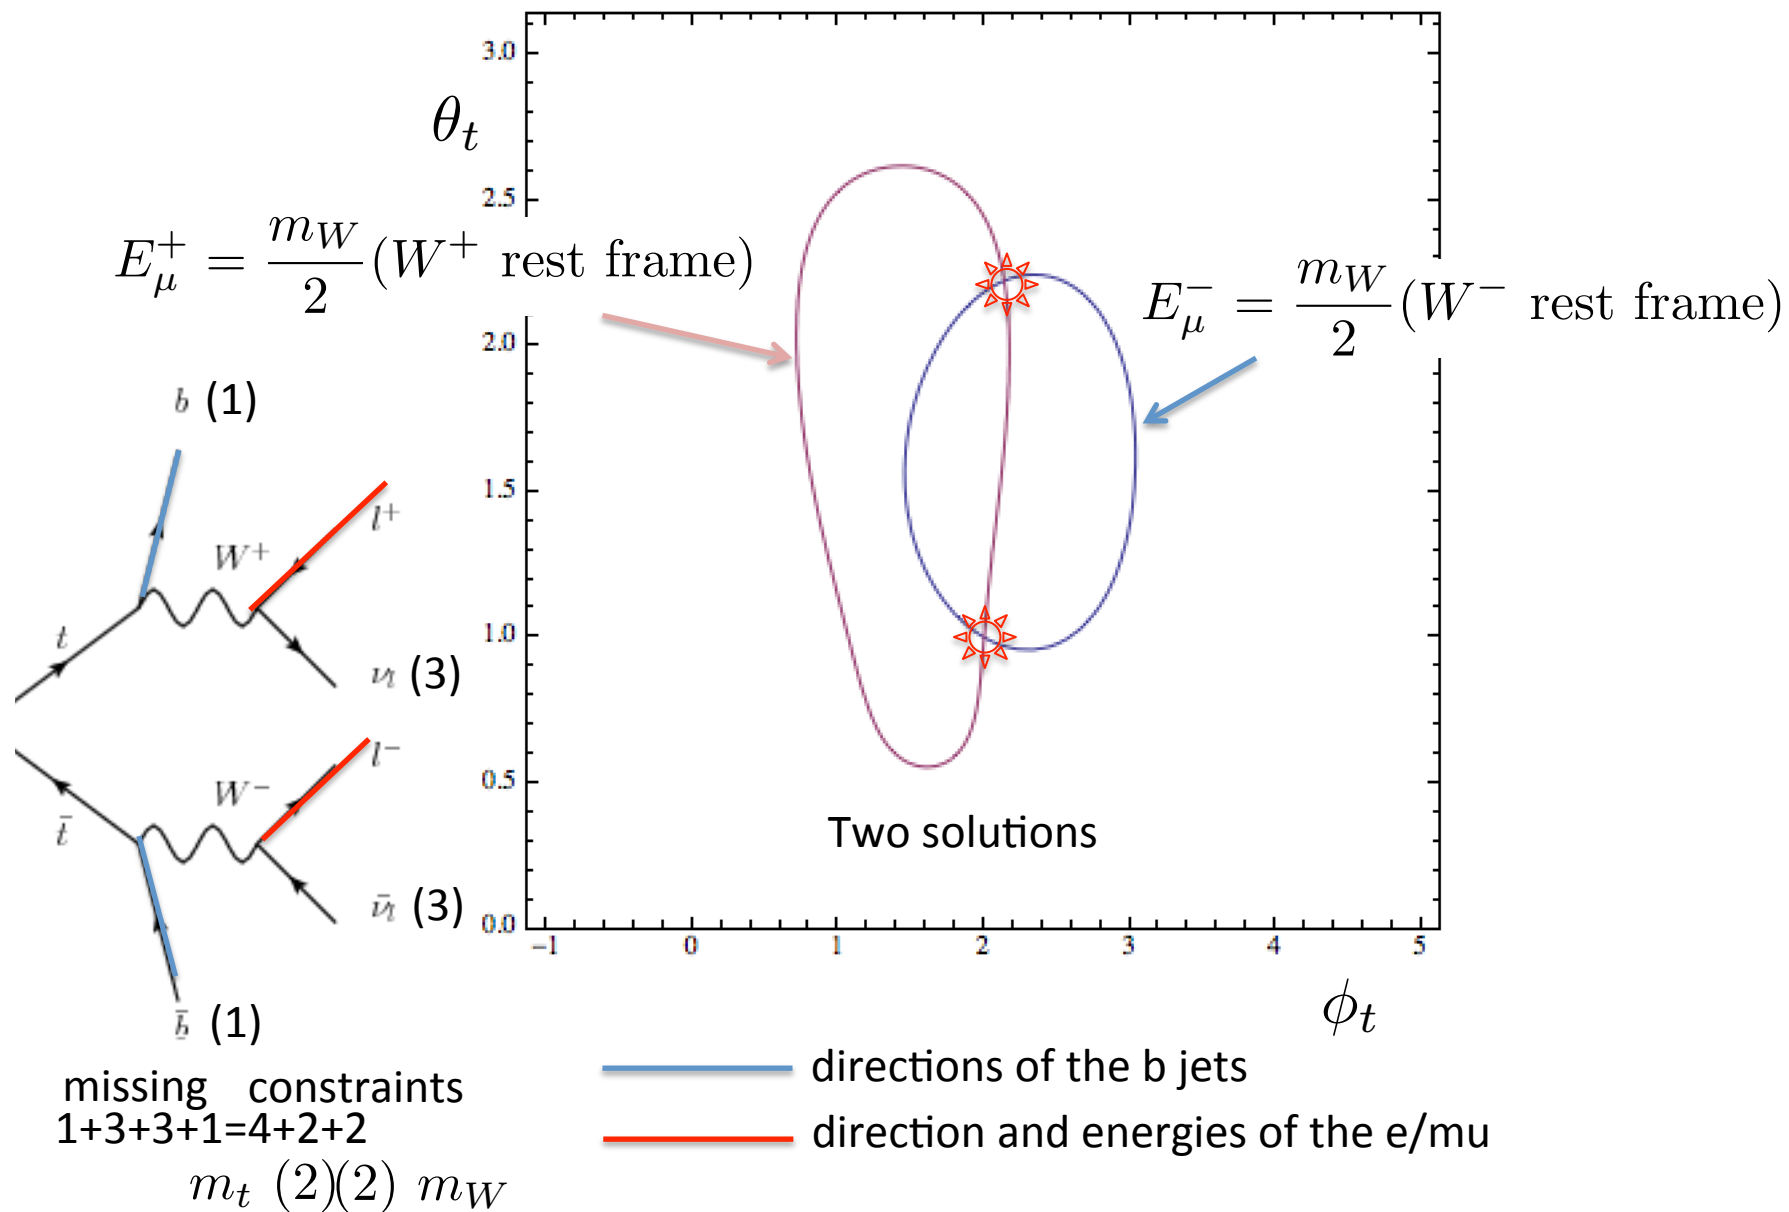 θ_t
3.0
2.5
2.0
1.5
1.0
0.5
0.0
−1 0 1 2 3 4 5
ϕ_t
E_μ^+ = m_W/2 (W^+ rest frame)
E_μ^- = m_W/2 (W^- rest frame)
Two solutions
b (1)
W^+
l^+
t
ν_l (3)
l^-
W^-
t̄
ν̄_l (3)
b̄ (1)
missing constraints
1+3+3+1=4+2+2
m_t (2)(2) m_W
directions of the b jets
direction and energies of the e/mu